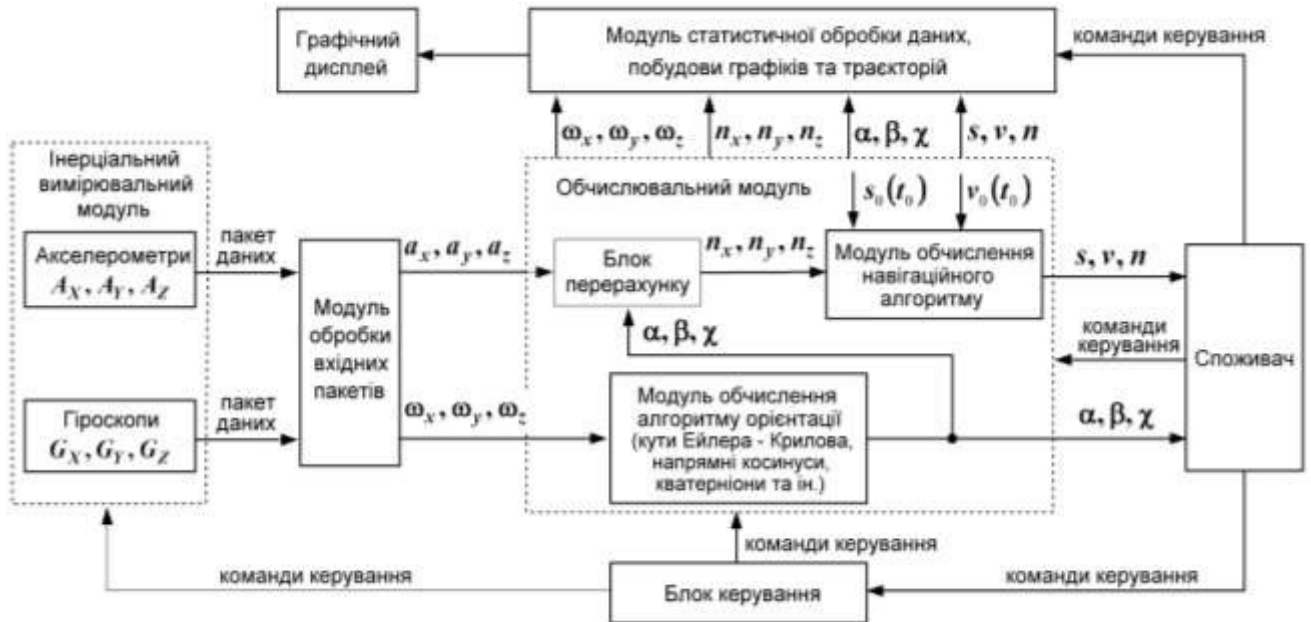 Графічний
дисплей
Модуль статистичної обробки даних,
побудови графіків та траєкторій
команди керування
ω_x, ω_y, ω_z
n_x, n_y, n_z
α, β, χ
s, v, n
Інерціальний
вимірювальний
модуль
Обчислювальний модуль
s_0(t_0)
v_0(t_0)
Акселерометри
A_X, A_Y, A_Z
пакет
даних
Модуль
обробки
вхідних
пакетів
a_x, a_y, a_z
Блок
перерахунку
n_x, n_y, n_z
Модуль обчислення
навігаційного
алгоритму
s, v, n
Споживач
команди
керування
α, β, χ
Гіроскопи
G_X, G_Y, G_Z
пакет
даних
ω_x, ω_y, ω_z
Модуль обчислення
алгоритму орієнтації
(кути Ейлера - Крилова,
напрямні косинуси,
кватерніони та ін.)
α, β, χ
команди керування
команди керування
Блок керування
команди керування